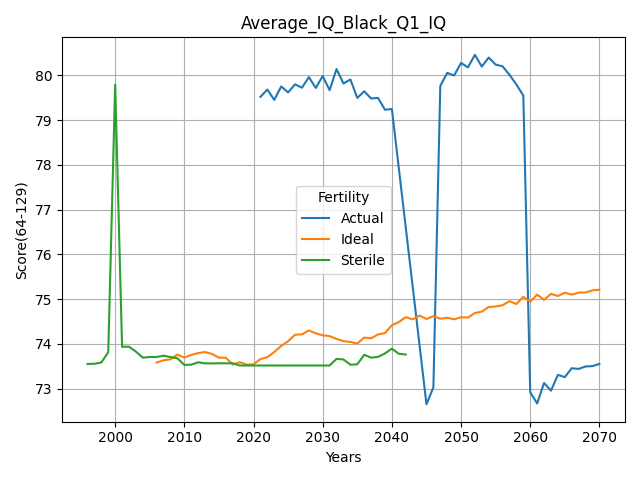 Average_IQ_Black_Q1_IQ
Score(64-129)
80
79
78
77
76
75
74
73
Fertility
Actual
Ideal
Sterile
2000 2010 2020 2030 2040 2050 2060 2070
Years